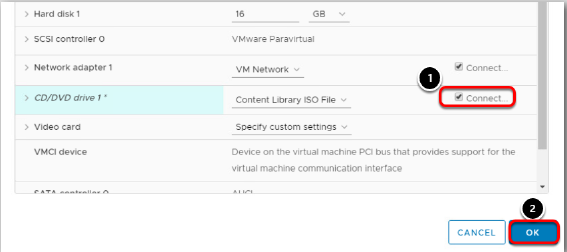 > Hard disk 1 16 GB
> SCSI controller 0 VMware Paravirtual
> Network adapter 1 VM Network Connect...
1
> CD/DVD drive 1 * Content Library ISO File Connect...
> Video card Specify custom settings
VMCI device Device on the virtual machine PCI bus that provides support for the
virtual machine communication interface
SATA controller 0 AHCI
2
CANCEL OK